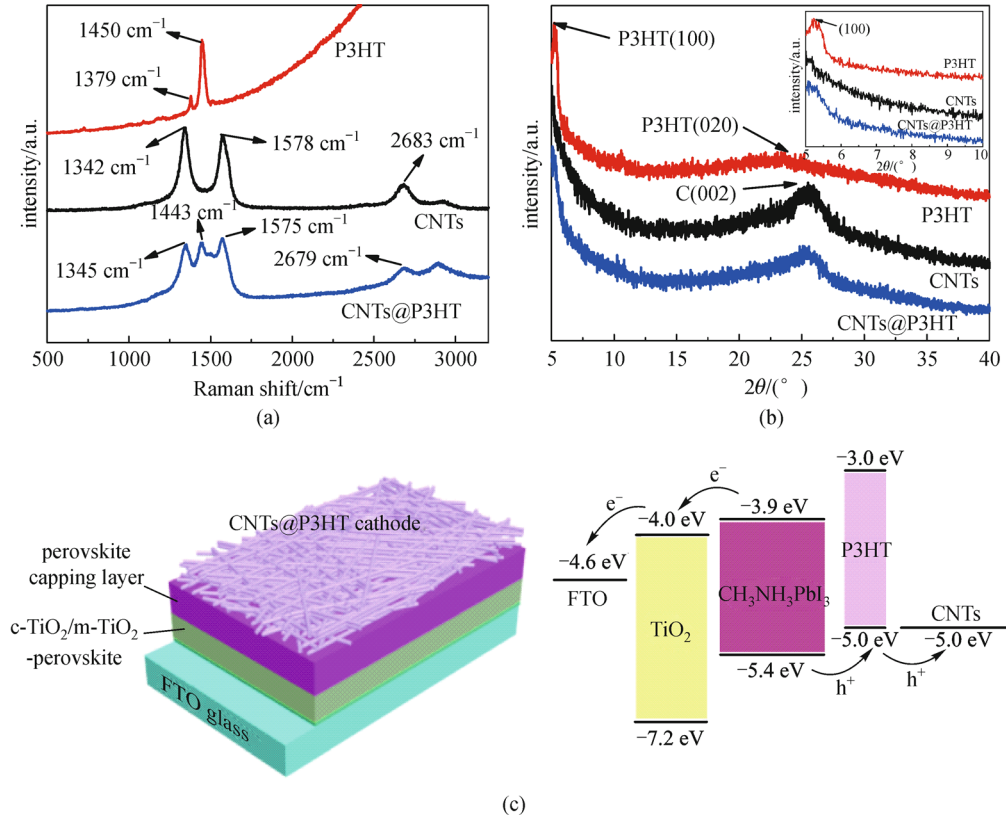 (a)
1450 cm⁻¹
P3HT
1379 cm⁻¹
1342 cm⁻¹
1578 cm⁻¹
2683 cm⁻¹
CNTs
1443 cm⁻¹
1575 cm⁻¹
1345 cm⁻¹
2679 cm⁻¹
CNTs@P3HT
intensity/a.u.
500 1000 1500 2000 2500 3000
Raman shift/cm⁻¹
(a)
(b)
P3HT(100)
P3HT(020)
C(002)
P3HT
CNTs
CNTs@P3HT
intensity/a.u.
5 10 15 20 25 30 35 40
2θ/(°)
(100)
P3HT
CNTs
CNTs@P3HT
intensity/a.u.
5 6 7 8 9 10
2θ/(°)
(b)
CNTs@P3HT cathode
perovskite
capping layer
c-TiO₂/m-TiO₂
-perovskite
FTO glass
e⁻
e⁻
−3.0 eV
−4.0 eV
−3.9 eV
−4.6 eV
FTO
TiO₂
CH₃NH₃PbI₃
P3HT
CNTs
−5.0 eV
−5.0 eV
−5.4 eV
h⁺
h⁺
−7.2 eV
(c)